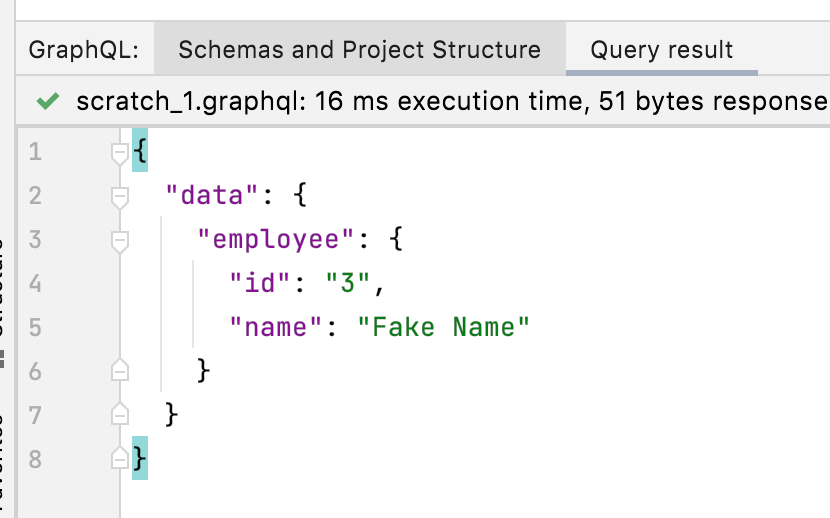 GraphQL: Schemas and Project Structure Query result
scratch_1.graphql: 16 ms execution time, 51 bytes response
1 {
2 "data": {
3 "employee": {
4 "id": "3",
5 "name": "Fake Name"
6 }
7 }
8 }